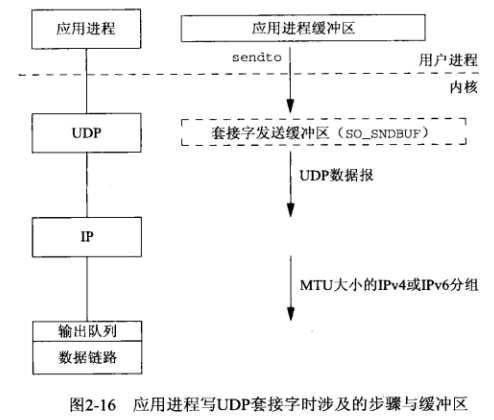 应用进程
应用进程缓冲区
sendto
用户进程
内核
UDP
套接字发送缓冲区（SO_SNDBUF）
UDP数据报
IP
MTU大小的IPv4或IPv6分组
输出队列
数据链路
图2-16 应用进程写UDP套接字时涉及的步骤与缓冲区